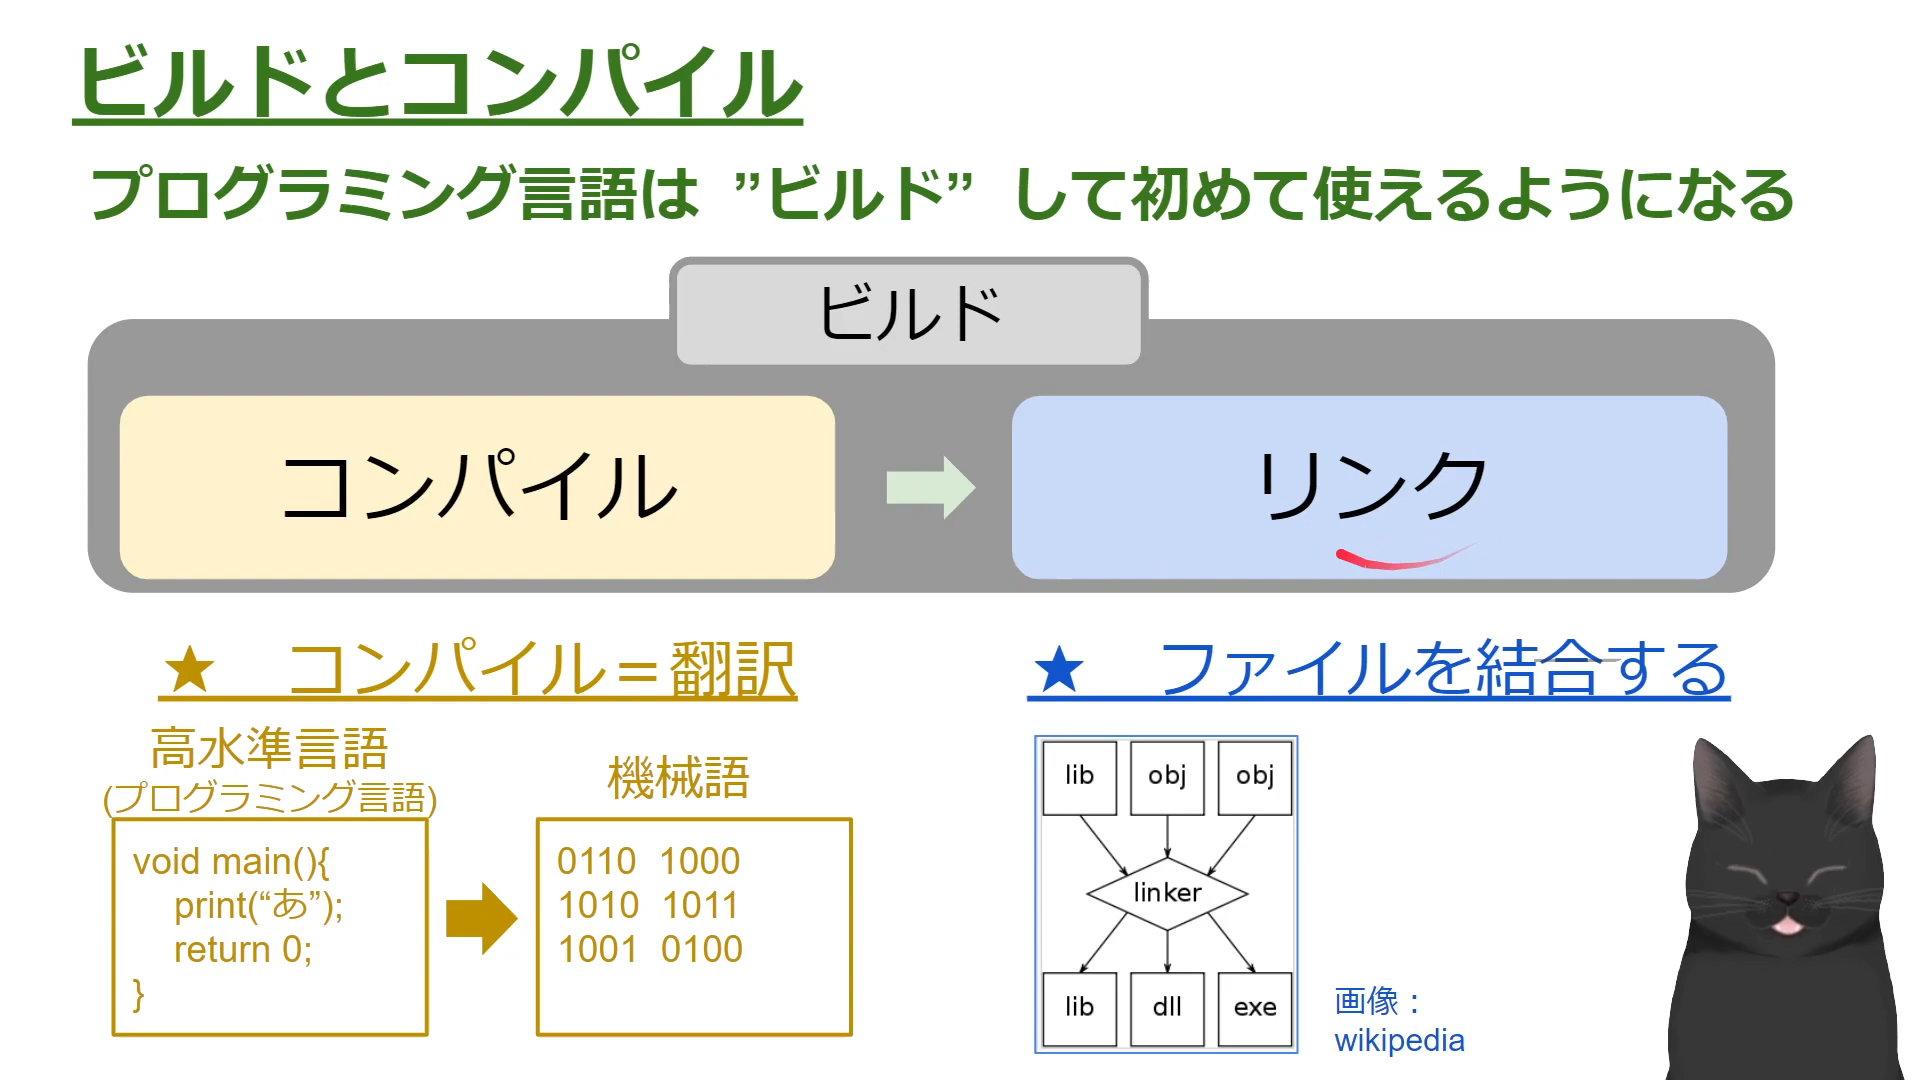 ビルドとコンパイル
プログラミング言語は ”ビルド” して初めて使えるようになる
ビルド
コンパイル
リンク
★ コンパイル＝翻訳
高水準言語
(プログラミング言語)
void main(){
print(“あ”);
return 0;
}
機械語
0110 1000
1010 1011
1001 0100
★ ファイルを結合する
lib obj obj
linker
lib dll exe
画像：
wikipedia